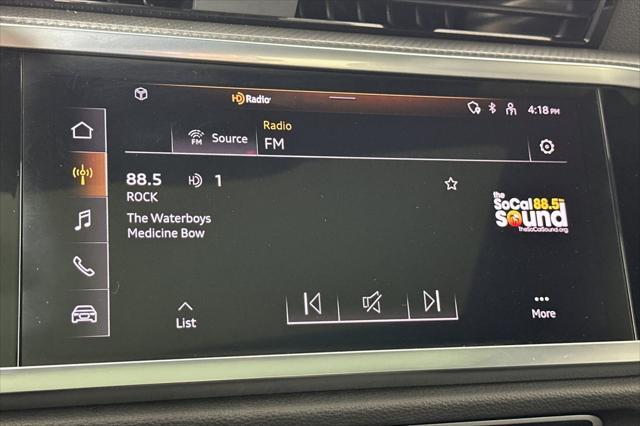 HD Radio
4:18 PM
FM
Source
Radio
FM
88.5
HD 1
ROCK
The Waterboys
Medicine Bow
the
SoCal 88.5
sound
TheSoCalSound.org
List
More